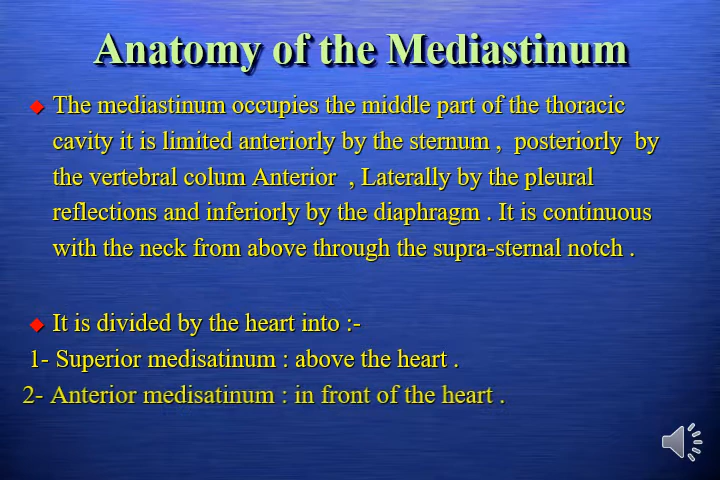 Anatomy of the Mediastinum
The mediastinum occupies the middle part of the thoracic
cavity it is limited anteriorly by the sternum ,  posteriorly  by
the vertebral colum Anterior  , Laterally by the pleural
reflections and inferiorly by the diaphragm . It is continuous
with the neck from above through the supra-sternal notch .
It is divided by the heart into :-
1- Superior medisatinum : above the heart .
2- Anterior medisatinum : in front of the heart .